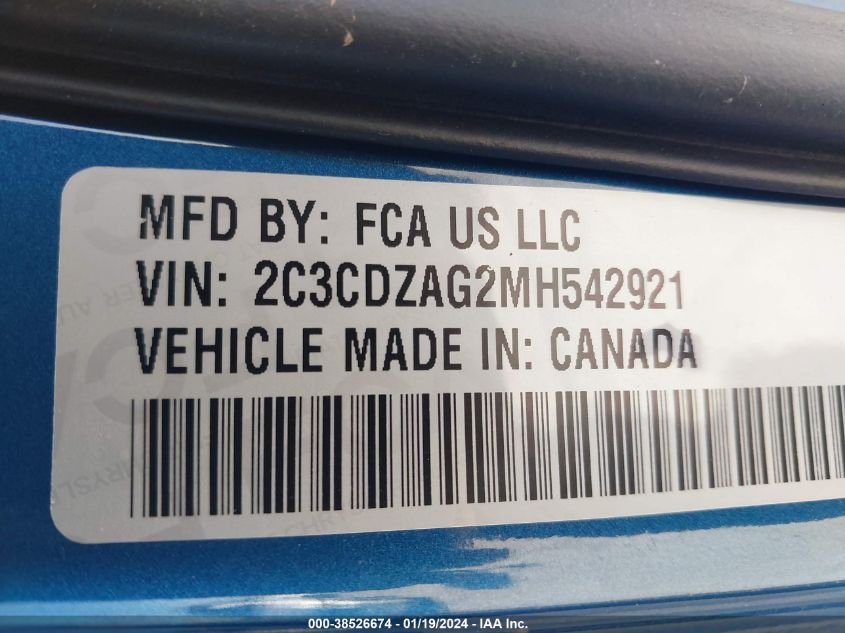 MFD BY: FCA US LLC
VIN: 2C3CDZAG2MH542921
VEHICLE MADE IN: CANADA
000-38526674 - 01/19/2024 - IAA Inc.